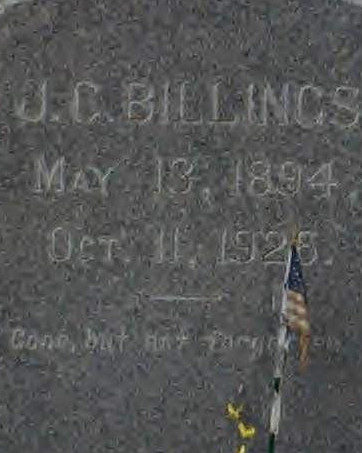 J.C. BILLINGS
MAY 13, 1894
OCT. 11, 1928.
Gone, but not forgotten